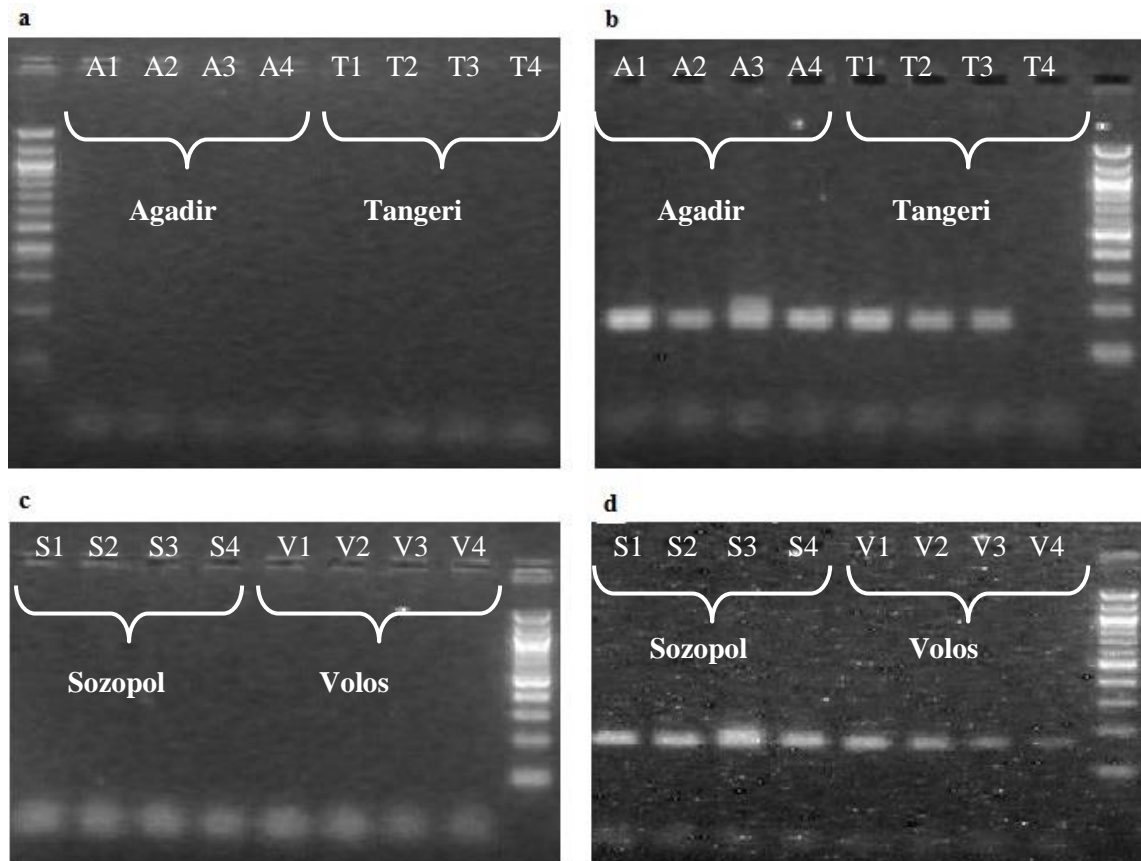 a
A1 A2 A3 A4 T1 T2 T3 T4
Agadir Tangeri
b
A1 A2 A3 A4 T1 T2 T3 T4
Agadir Tangeri
c
S1 S2 S3 S4 V1 V2 V3 V4
Sozopol Volos
d
S1 S2 S3 S4 V1 V2 V3 V4
Sozopol Volos